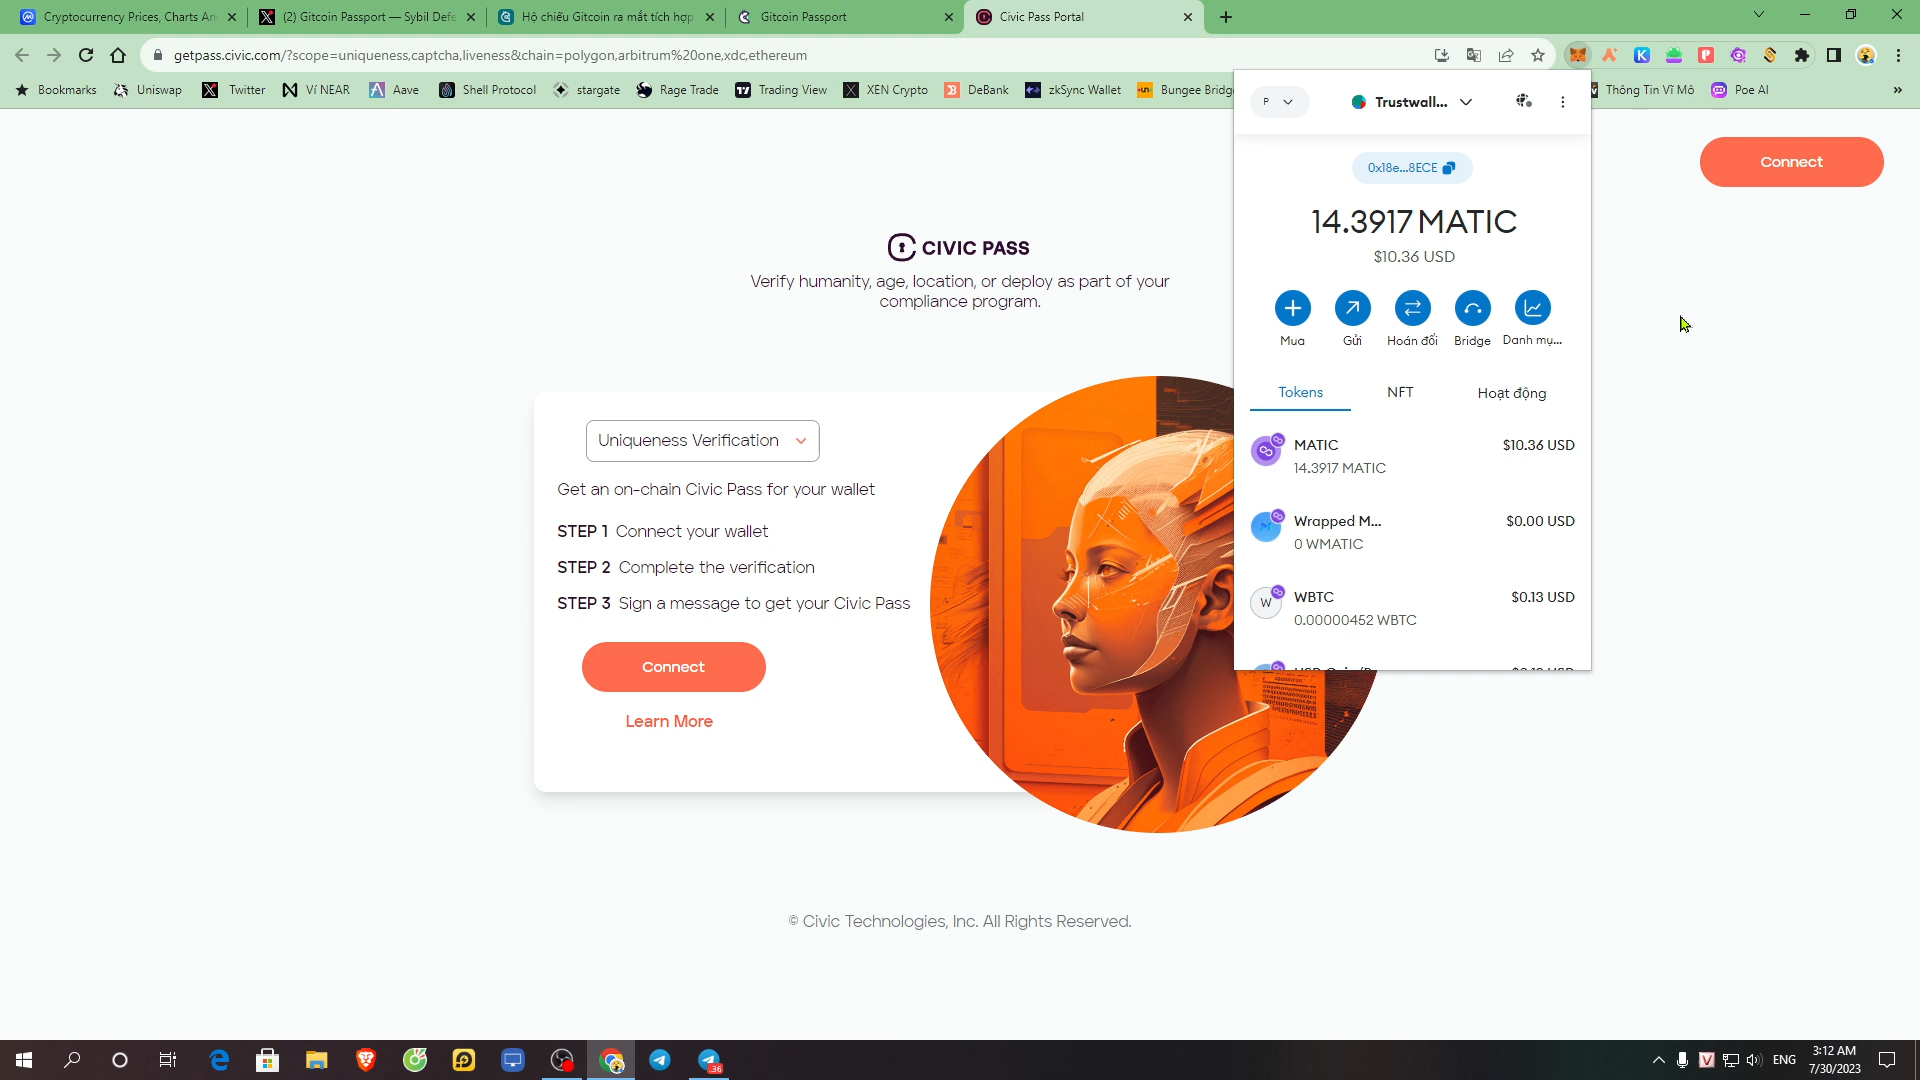 Cryptocurrency Prices, Charts An
(2) Gitcoin Passport — Sybil Defe
Hộ chiếu Gitcoin ra mắt tích hợp
Gitcoin Passport
Civic Pass Portal
getpass.civic.com/?scope=uniqueness,captcha,liveness&chain=polygon,arbitrum%20one,xdc,ethereum
Bookmarks
Uniswap
Twitter
Ví NEAR
Aave
Shell Protocol
stargate
Rage Trade
Trading View
XEN Crypto
DeBank
zkSync Wallet
Bungee Bridg
Thông Tin Vĩ Mô
Poe AI
P
Trustwall...
0x18e...8ECE
14.3917 MATIC
$10.36 USD
Mua
Gửi
Hoán đổi
Bridge
Danh mụ...
Tokens
NFT
Hoạt động
MATIC
$10.36 USD
14.3917 MATIC
Wrapped M...
$0.00 USD
0 WMATIC
W
WBTC
$0.13 USD
0.00000452 WBTC
Connect
CIVIC PASS
Verify humanity, age, location, or deploy as part of your
compliance program.
Uniqueness Verification
Get an on-chain Civic Pass for your wallet
STEP 1 Connect your wallet
STEP 2 Complete the verification
STEP 3 Sign a message to get your Civic Pass
Connect
Learn More
© Civic Technologies, Inc. All Rights Reserved.
36
ENG
3:12 AM
7/30/2023